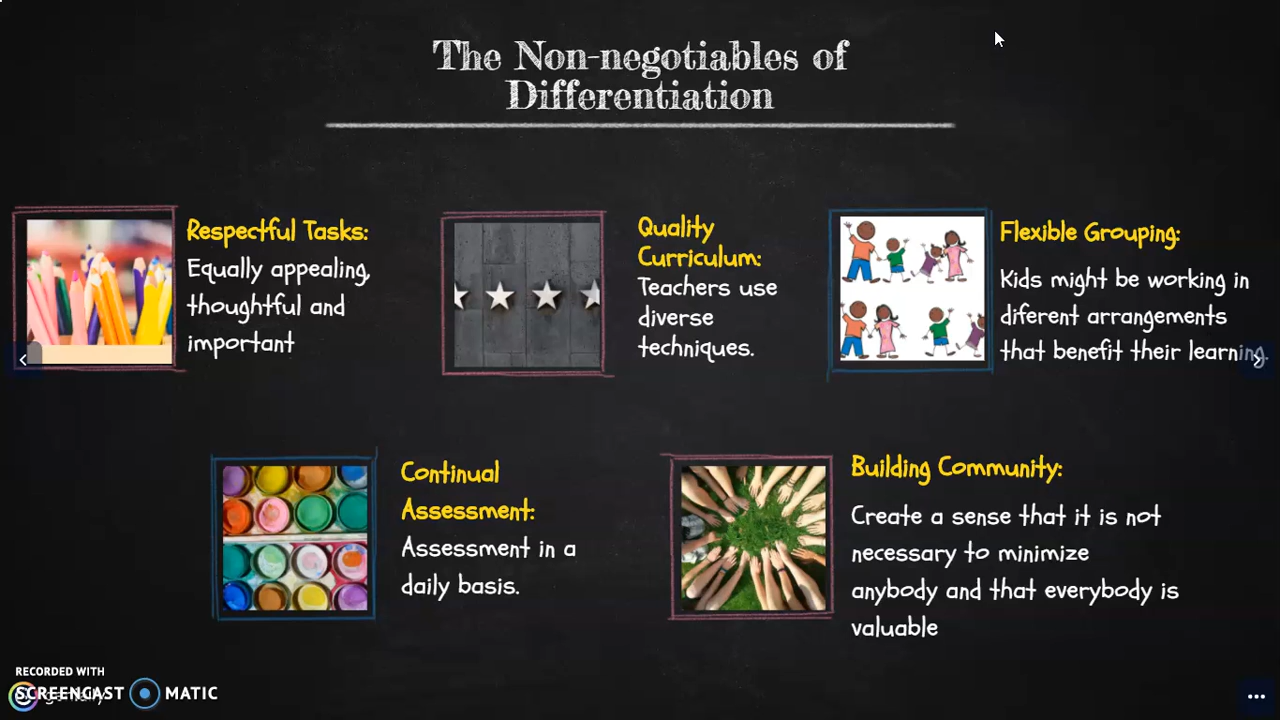 The Non-negotiables of
Differentiation
Respectful Tasks:
Equally appealing,
thoughtful and
important
Quality
Curriculum:
Teachers use
diverse
techniques.
Flexible Grouping:
Kids might be working in
diferent arrangements
that benefit their learning.
Continual
Assessment:
Assessment in a
daily basis.
Building Community:
Create a sense that it is not
necessary to minimize
anybody and that everybody is
valuable
RECORDED WITH
SCREENCAST MATIC